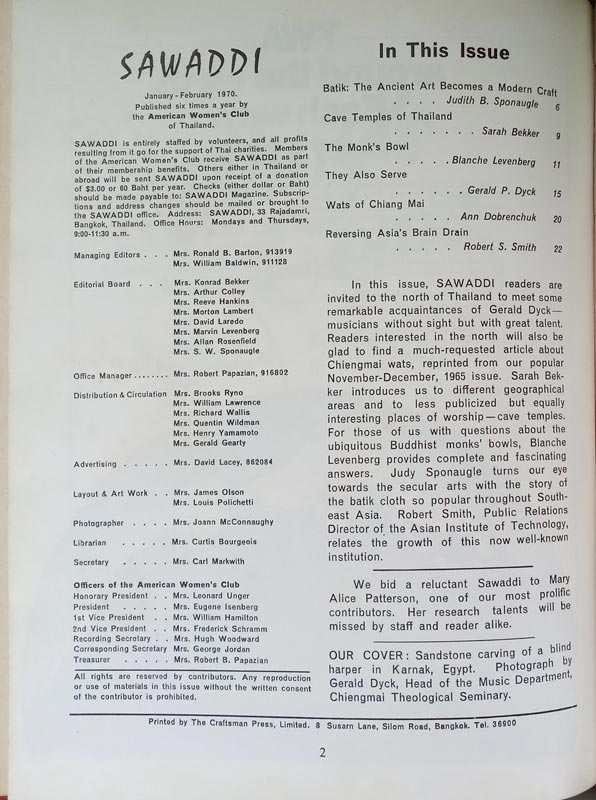 SAWADDI
January - February 1970.
Published six times a year by
the American Women's Club
of Thailand.
SAWADDI is entirely staffed by volunteers, and all profits
resulting from it go for the support of Thai charities. Members
of the American Women's Club receive SAWADDI as part
of their membership benefits. Others either in Thailand or
abroad will be sent SAWADDI upon receipt of a donation
of $3.00 or 60 Baht per year. Checks (either dollar or Baht)
should be made payable to: SAWADDI Magazine. Subscrip-
tions and address changes should be mailed or brought to
the SAWADDI office. Address: SAWADDI, 33 Rajadamri,
Bangkok, Thailand. Office Hours: Mondays and Thursdays,
9:00-11:30 a.m.
Managing Editors . . . Mrs. Ronald B. Barton, 913919
Mrs. William Baldwin, 911128
Editorial Board . . . Mrs. Konrad Bekker
Mrs. Arthur Colley
Mrs. Reeve Hankins
Mrs. Morton Lambert
Mrs. David Laredo
Mrs. Marvin Levenberg
Mrs. Allan Rosenfield
Mrs. S. W. Sponaugle
Office Manager ........ Mrs. Robert Papazian, 916802
Distribution & Circulation Mrs. Brooks Ryno
Mrs. William Lawrence
Mrs. Richard Wallis
Mrs. Quentin Wildman
Mrs. Henry Yamamoto
Mrs. Gerald Gearty
Advertising . . . . . Mrs. David Lacey, 862084
Layout & Art Work . . Mrs. James Olson
Mrs. Louis Polichetti
Photographer . . . . Mrs. Joann McConnaughy
Librarian . . . . . Mrs. Curtis Bourgeois
Secretary . . . . . Mrs. Carl Markwith
Officers of the American Women's Club
Honorary President . . Mrs. Leonard Unger
President . . . . . Mrs. Eugene Isenberg
1st Vice President . . Mrs. William Hamilton
2nd Vice President . . Mrs. Frederick Schramm
Recording Secretary . . Mrs. Hugh Woodward
Corresponding Secretary Mrs. George Jordan
Treasurer . . . . . Mrs. Robert B. Papazian
All rights are reserved by contributors. Any reproduction
or use of materials in this issue without the written consent
of the contributor is prohibited.
In This Issue
Batik: The Ancient Art Becomes a Modern Craft
. . . . Judith B. Sponaugle 6
Cave Temples of Thailand
. . . . . . . Sarah Bekker 9
The Monk's Bowl
. . . . . Blanche Levenberg 11
They Also Serve
. . . . . . Gerald P. Dyck 15
Wats of Chiang Mai
. . . . . Ann Dobrenchuk 20
Reversing Asia's Brain Drain
. . . . . Robert S. Smith 22
In this issue, SAWADDI readers are
invited to the north of Thailand to meet some
remarkable acquaintances of Gerald Dyck—
musicians without sight but with great talent.
Readers interested in the north will also be
glad to find a much-requested article about
Chiengmai wats, reprinted from our popular
November-December, 1965 issue. Sarah Bek-
ker introduces us to different geographical
areas and to less publicized but equally
interesting places of worship—cave temples.
For those of us with questions about the
ubiquitous Buddhist monks' bowls, Blanche
Levenberg provides complete and fascinating
answers. Judy Sponaugle turns our eye
towards the secular arts with the story of
the batik cloth so popular throughout South-
east Asia. Robert Smith, Public Relations
Director of the Asian Institute of Technology,
relates the growth of this now well-known
institution.
We bid a reluctant Sawaddi to Mary
Alice Patterson, one of our most prolific
contributors. Her research talents will be
missed by staff and reader alike.
OUR COVER: Sandstone carving of a blind
harper in Karnak, Egypt. Photograph by
Gerald Dyck, Head of the Music Department,
Chiengmai Theological Seminary.
Printed by The Craftsman Press, Limited. 8 Susarn Lane, Silom Road, Bangkok. Tel. 36900
2